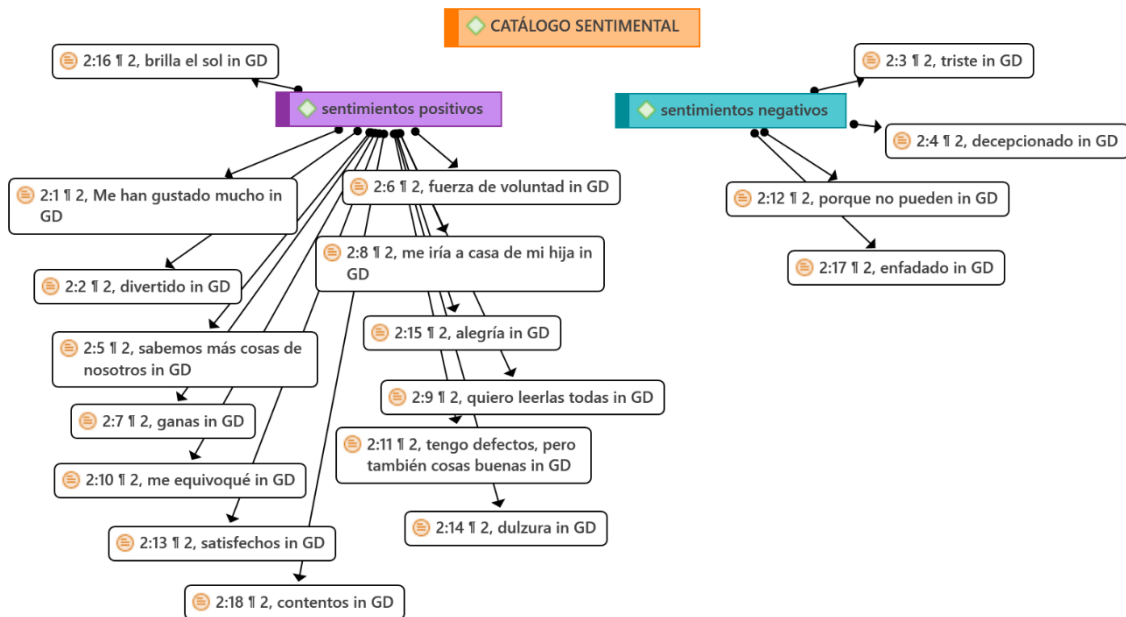 CATÁLOGO SENTIMENTAL
2:16 ¶ 2, brilla el sol in GD
2:3 ¶ 2, triste in GD
sentimientos positivos
sentimientos negativos
2:4 ¶ 2, decepcionado in GD
2:1 ¶ 2, Me han gustado mucho in
GD
2:6 ¶ 2, fuerza de voluntad in GD
2:12 ¶ 2, porque no pueden in GD
2:8 ¶ 2, me iría a casa de mi hija in
GD
2:17 ¶ 2, enfadado in GD
2:2 ¶ 2, divertido in GD
2:15 ¶ 2, alegría in GD
2:5 ¶ 2, sabemos más cosas de
nosotros in GD
2:9 ¶ 2, quiero leerlas todas in GD
2:7 ¶ 2, ganas in GD
2:11 ¶ 2, tengo defectos, pero
también cosas buenas in GD
2:10 ¶ 2, me equivoqué in GD
2:14 ¶ 2, dulzura in GD
2:13 ¶ 2, satisfechos in GD
2:18 ¶ 2, contentos in GD